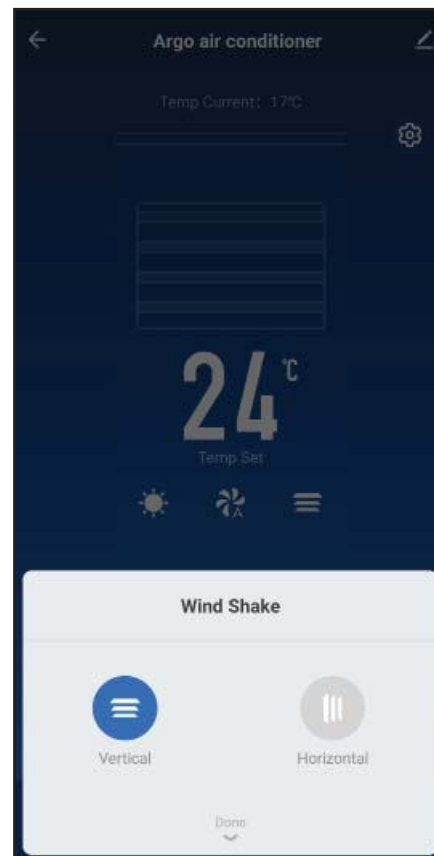 Argo air conditioner
Temp Current: 17℃
24 ℃
Temp Set
A
Wind Shake
Vertical Horizontal
Done